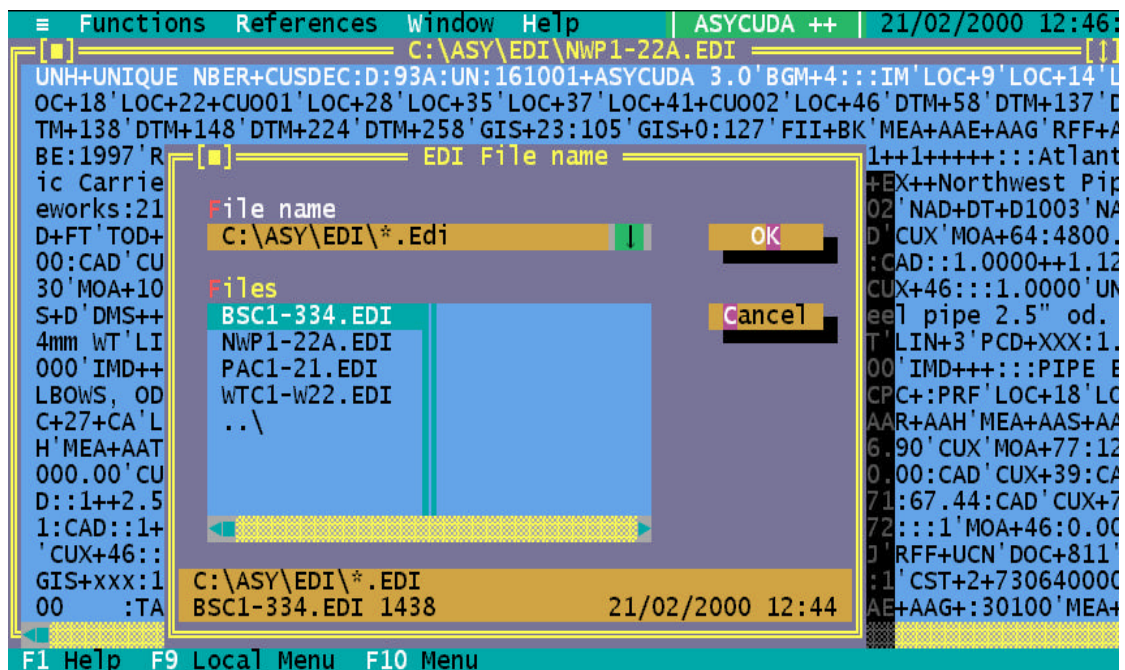 ≡ Functions References Window Help | ASYCUDA ++ | 21/02/2000 12:46:
[■] C:\ASY\EDI\NWP1-22A.EDI [↑]
UNH+UNIQUE NBER+CUSDEC:D:93A:UN:161001+ASYCUDA 3.0'BGM+4:::IM'LOC+9'LOC+14'L
OC+18'LOC+22+CUO01'LOC+28'LOC+35'LOC+37'LOC+41+CUO02'LOC+46'DTM+58'DTM+137'D
TM+138'DTM+148'DTM+224'DTM+258'GIS+23:105'GIS+0:127'FII+BK'MEA+AAE+AAG'RFF+A
BE:1997'R [■] EDI File name 1++1+++++:::Atlant
ic Carrie +EX++Northwest Pip
eworks:21 File name 02'NAD+DT+D1003'NA
D+FT'TOD+ C:\ASY\EDI\*.Edi ↓ OK D'CUX'MOA+64:4800.
00:CAD'CU :CAD::1.0000++1.12
30'MOA+10 Files CUX+46:::1.0000'UN
S+D'DMS++ BSC1-334.EDI Cancel eel pipe 2.5" od.
4mm WT'LI NWP1-22A.EDI T'LIN+3'PCD+XXX:1.
000'IMD++ PAC1-21.EDI 00'IMD+++:::PIPE E
LBOWS, OD WTC1-W22.EDI CPC+:PRF'LOC+18'LO
C+27+CA'L ..\ AAR+AAH'MEA+AAS+AA
H'MEA+AAT 6.90'CUX'MOA+77:12
000.00'CU 0.00:CAD'CUX+39:CA
D::1++2.5 71:67.44:CAD'CUX+7
1:CAD::1+ 72:::1'MOA+46:0.00
'CUX+46:: J'RFF+UCN'DOC+811'
GIS+xxx:1 C:\ASY\EDI\*.EDI :1'CST+2+730640000
00 :TA BSC1-334.EDI 1438 21/02/2000 12:44 AE+AAG+:30100'MEA+
F1 Help F9 Local Menu F10 Menu